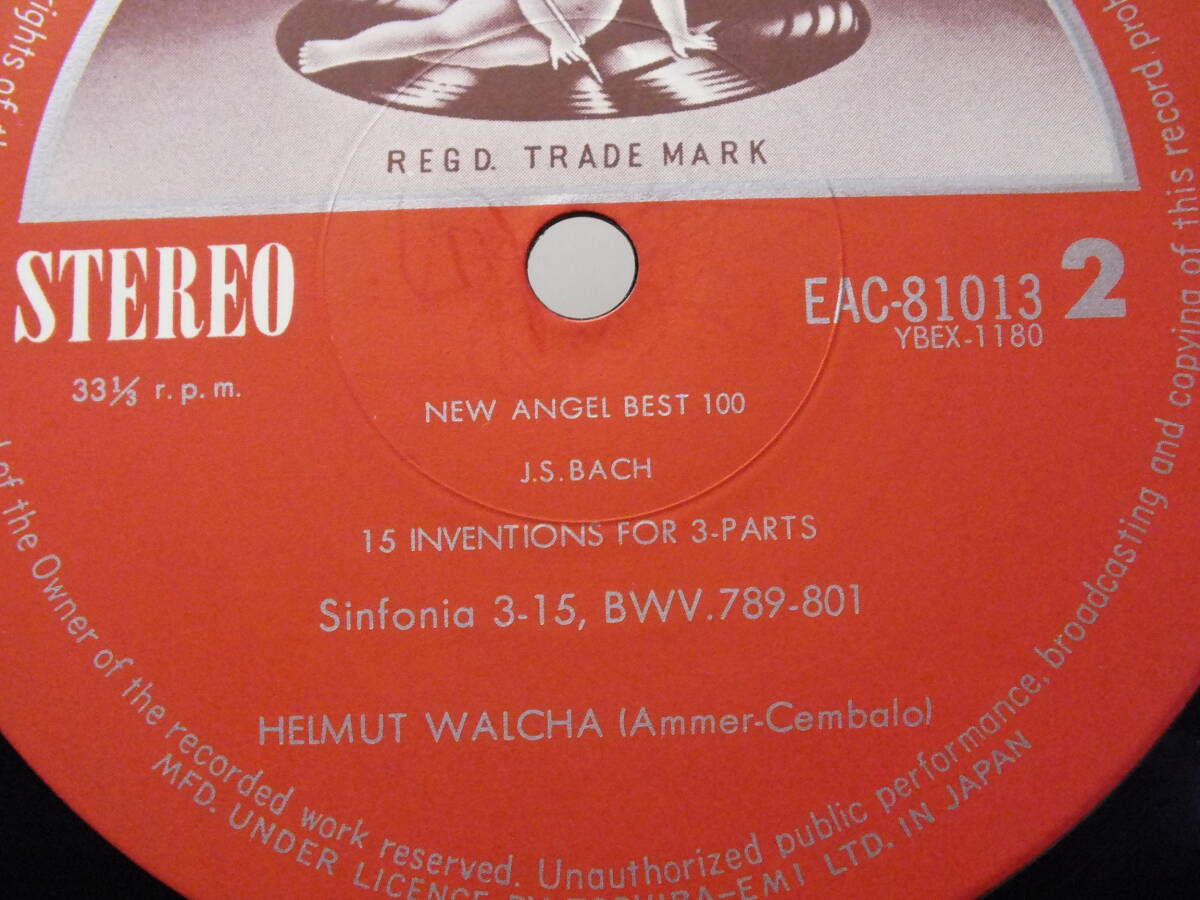 REGD. TRADE MARK
STEREO
33⅓ r.p.m.
EAC-81013 2
YBEX-1180
NEW ANGEL BEST 100
J.S.BACH
15 INVENTIONS FOR 3-PARTS
Sinfonia 3-15, BWV.789-801
HELMUT WALCHA (Ammer-Cembalo)
rights of
of the Owner of the recorded work reserved. Unauthorized public performance, broadcasting and copying of this record
MFD. UNDER LICENCE BY TOSHIBA-EMI LTD. IN JAPAN